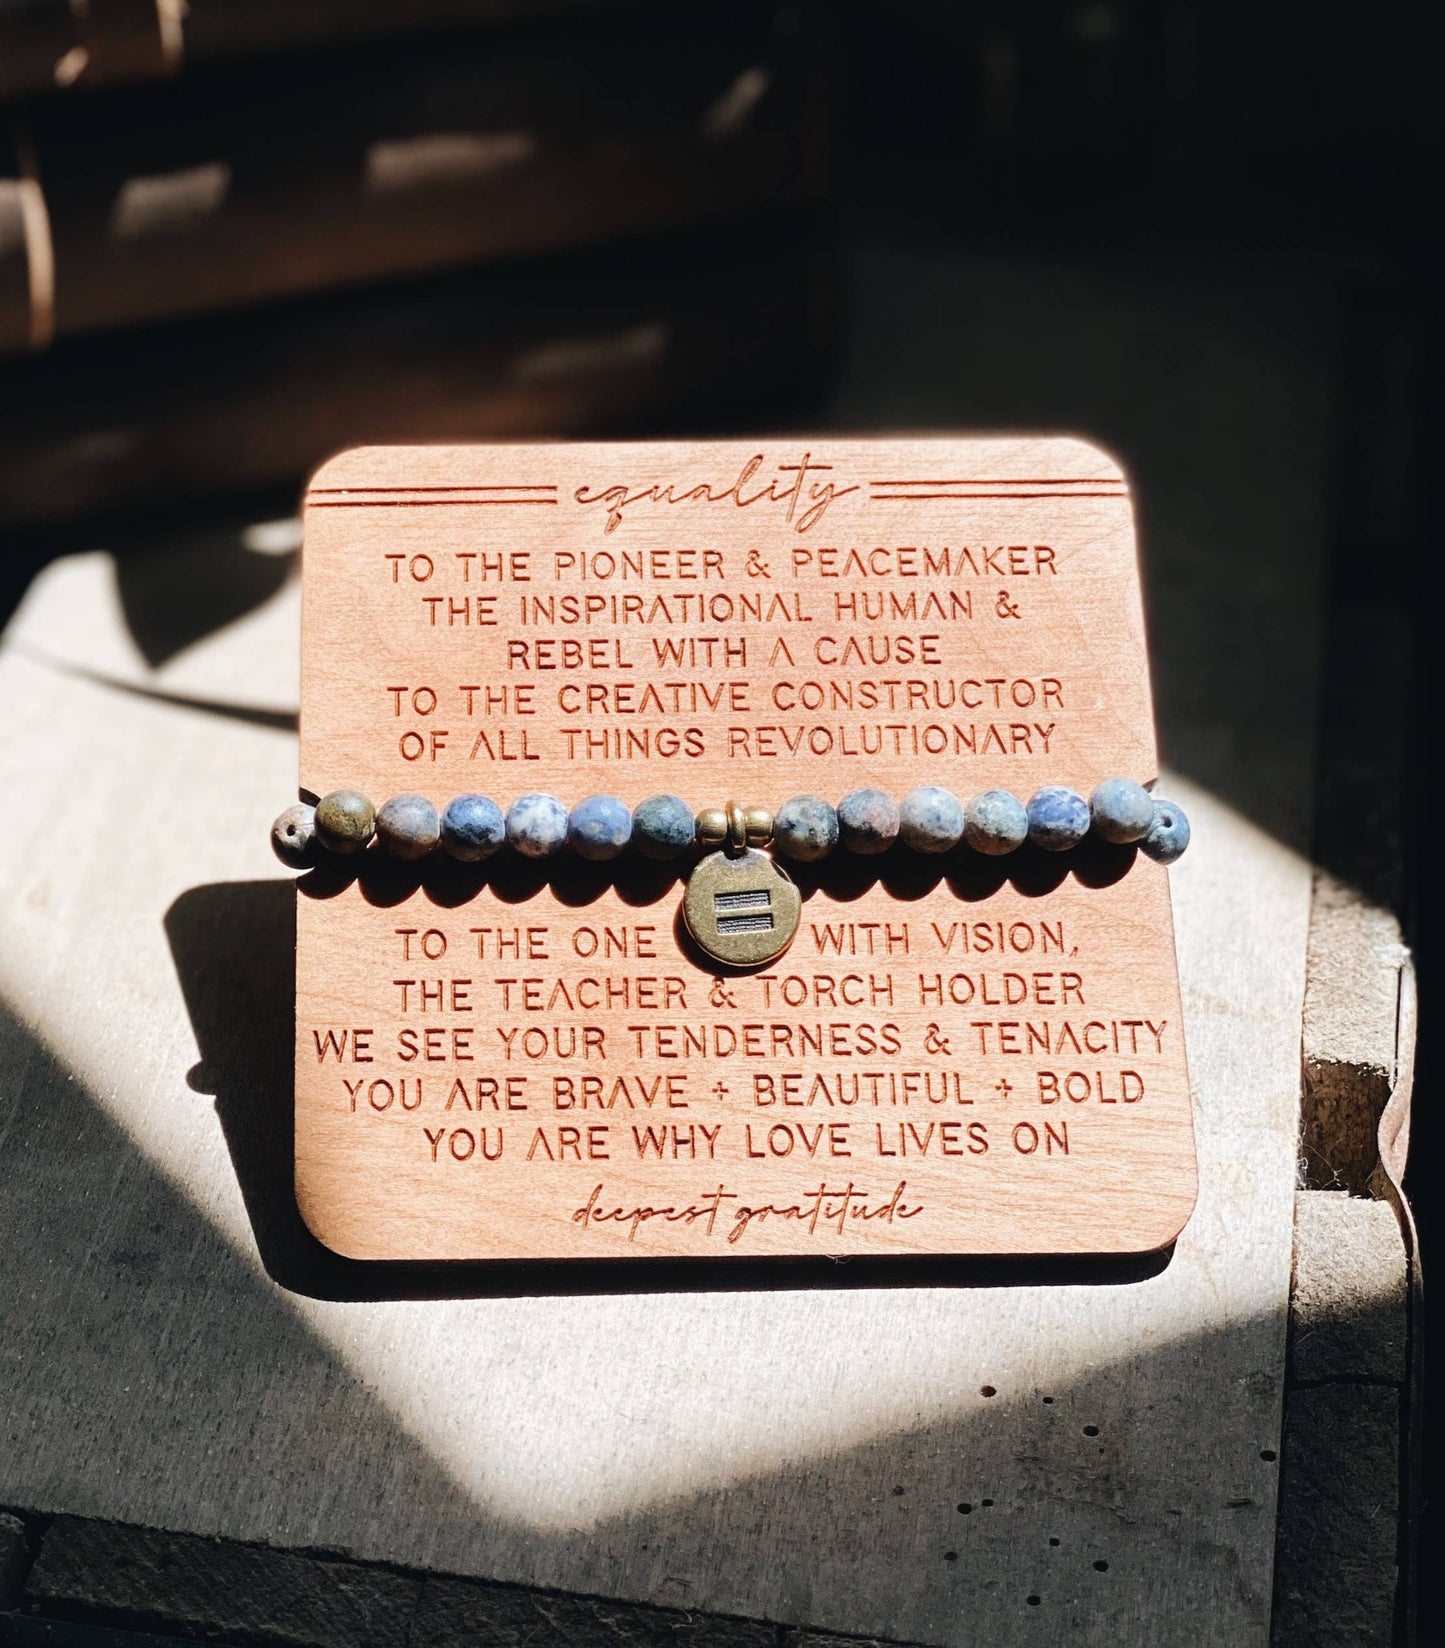 equality
TO THE PIONEER & PEACEMAKER
THE INSPIRATIONAL HUMAN &
REBEL WITH A CAUSE
TO THE CREATIVE CONSTRUCTOR
OF ALL THINGS REVOLUTIONARY
=
TO THE ONE WITH VISION,
THE TEACHER & TORCH HOLDER
WE SEE YOUR TENDERNESS & TENACITY
YOU ARE BRAVE + BEAUTIFUL + BOLD
YOU ARE WHY LOVE LIVES ON
deepest gratitude